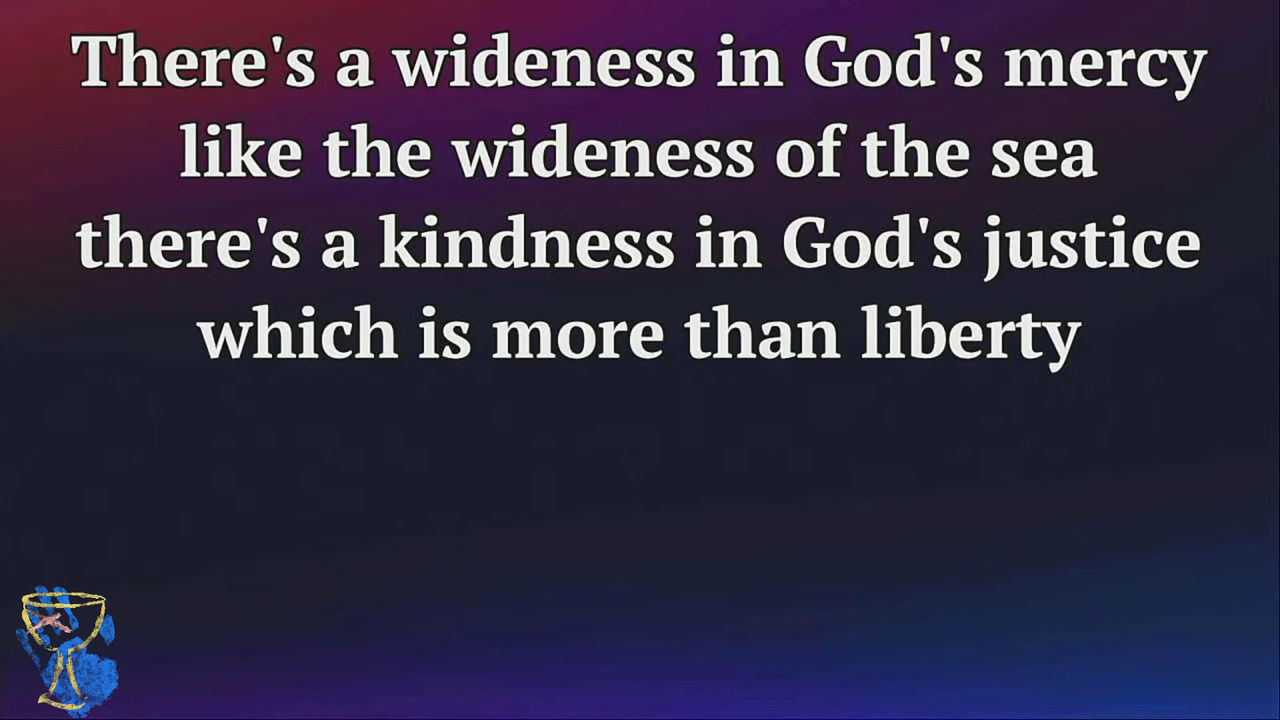 There's a wideness in God's mercy
like the wideness of the sea
there's a kindness in God's justice
which is more than liberty